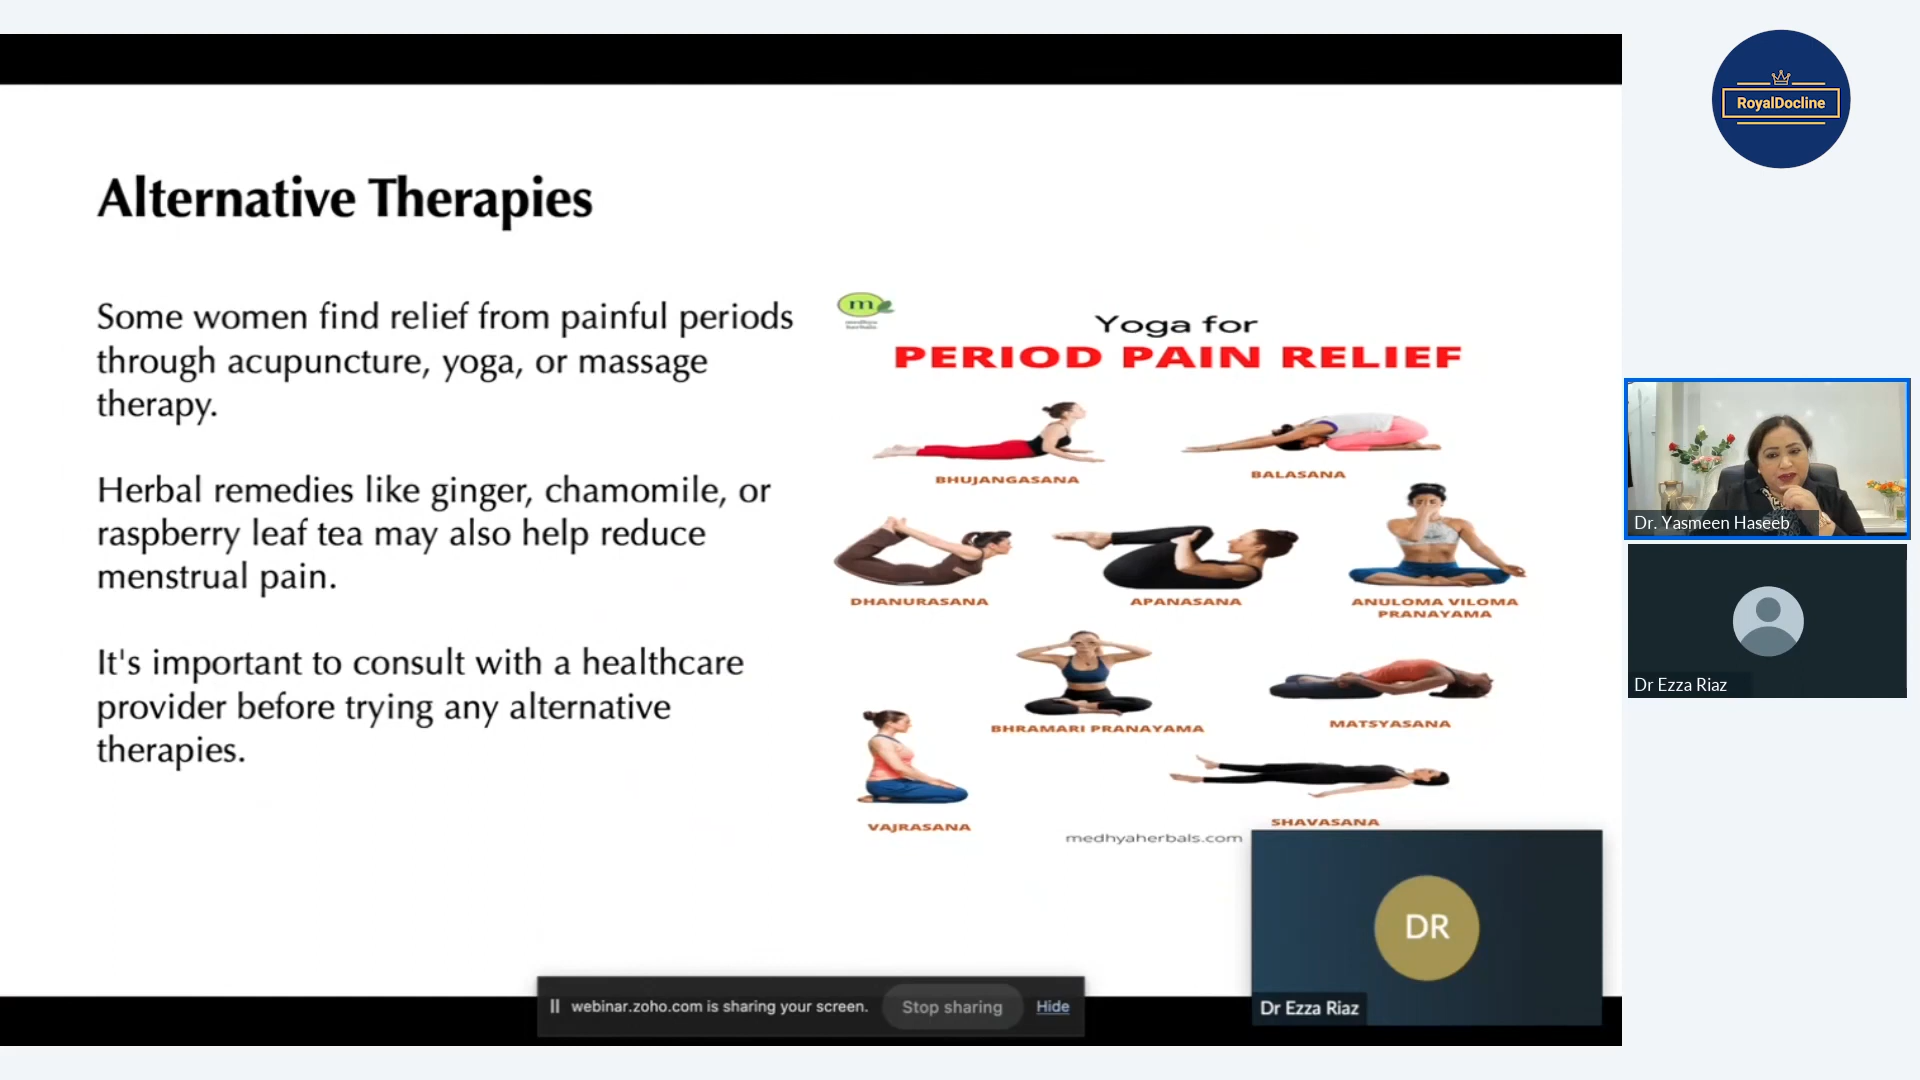 RoyalDocline
Alternative Therapies
Some women find relief from painful periods
through acupuncture, yoga, or massage
therapy.
Herbal remedies like ginger, chamomile, or
raspberry leaf tea may also help reduce
menstrual pain.
It's important to consult with a healthcare
provider before trying any alternative
therapies.
m
Yoga for
PERIOD PAIN RELIEF
BHUJANGASANA
BALASANA
DHANURASANA
APANASANA
ANULOMA VILOMA
PRANAYAMA
BHRAMARI PRANAYAMA
MATSYASANA
VAJRASANA
SHAVASANA
medhyaherbals.com
DR
Dr Ezza Riaz
webinar.zoho.com is sharing your screen.
Stop sharing
Hide
Dr. Yasmeen Haseeb
Dr Ezza Riaz